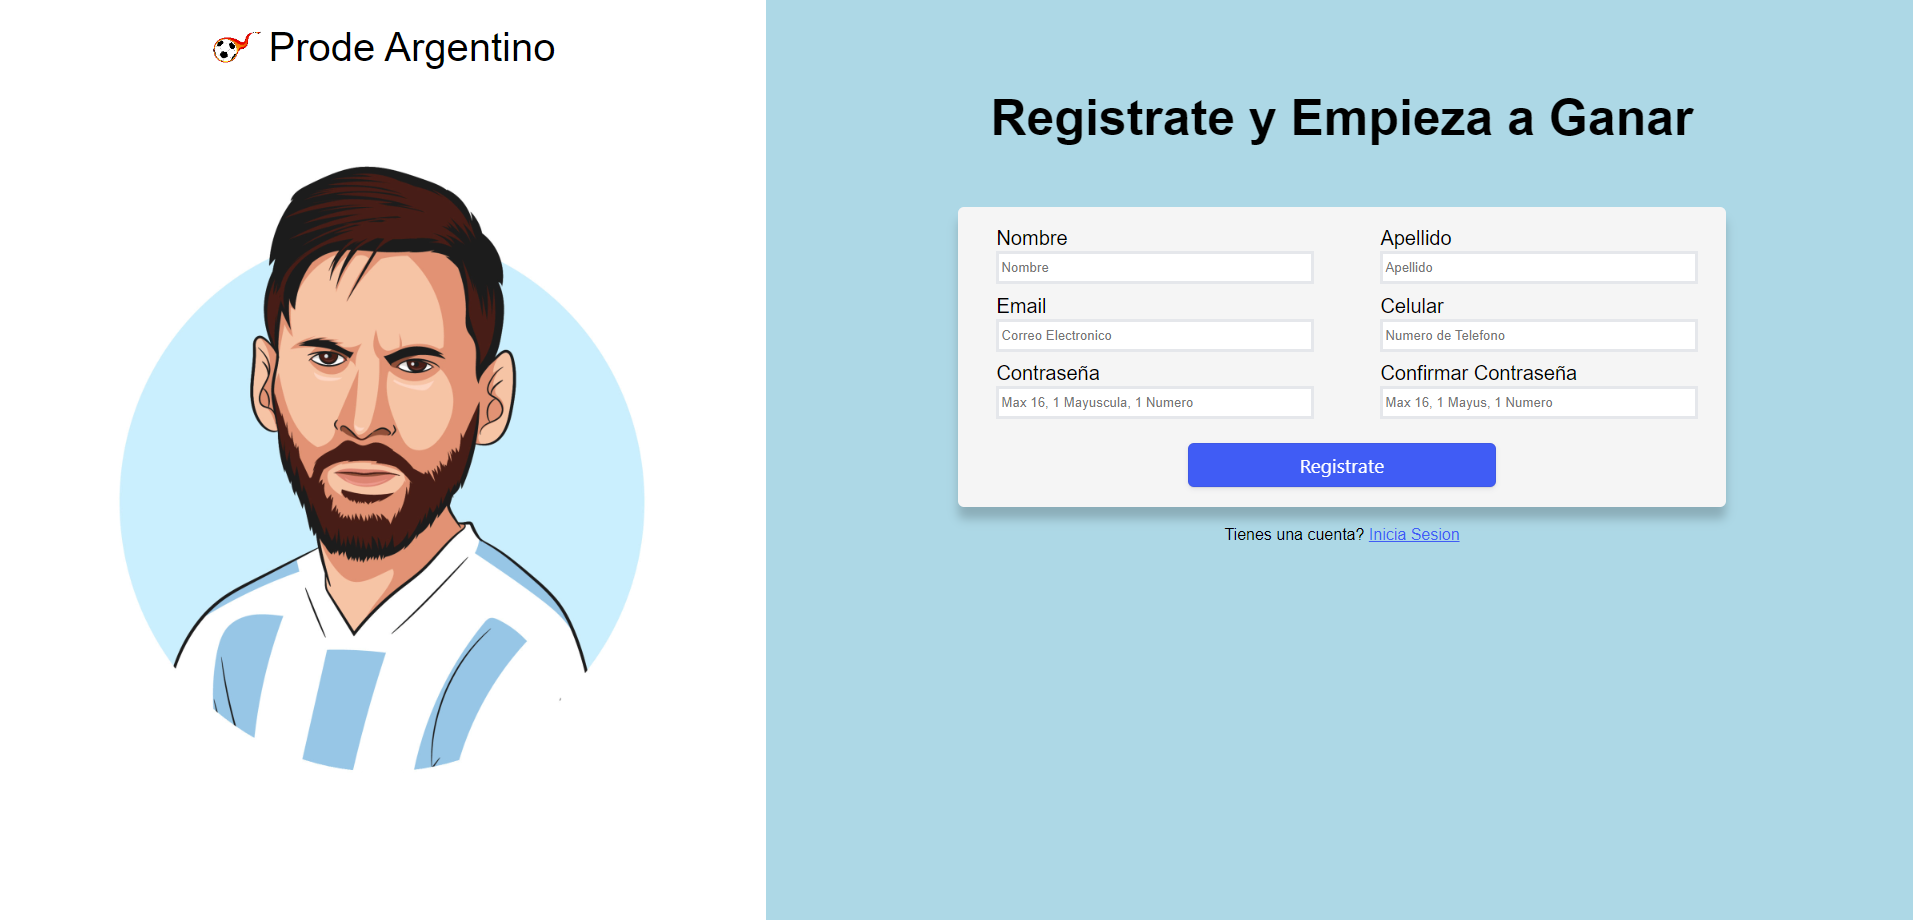 Prode Argentino
Registrate y Empieza a Ganar
Nombre
Nombre
Apellido
Apellido
Email
Correo Electronico
Celular
Numero de Telefono
Contraseña
Max 16, 1 Mayuscula, 1 Numero
Confirmar Contraseña
Max 16, 1 Mayus, 1 Numero
Registrate
Tienes una cuenta? Inicia Sesion